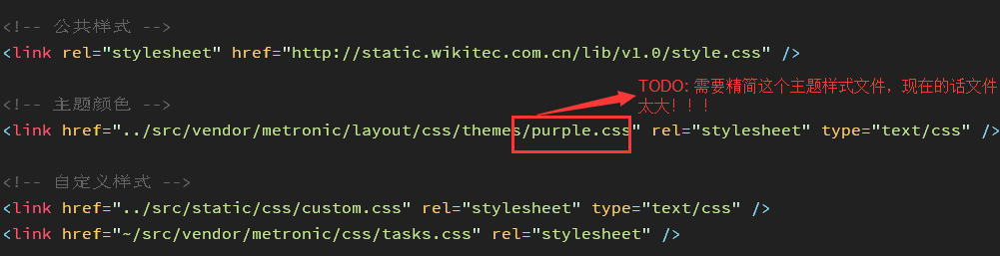 <!-- 公共样式 -->
<link rel="stylesheet" href="http://static.wikitec.com.cn/lib/v1.0/style.css" />
TODO: 需要精简这个主题样式文件，现在的话文件
太大！！！
<!-- 主题颜色 -->
<link href="../src/vendor/metronic/layout/css/themes/purple.css" rel="stylesheet" type="text/css" />
<!-- 自定义样式 -->
<link href="../src/static/css/custom.css" rel="stylesheet" type="text/css" />
<link href="~/src/vendor/metronic/css/tasks.css" rel="stylesheet" />